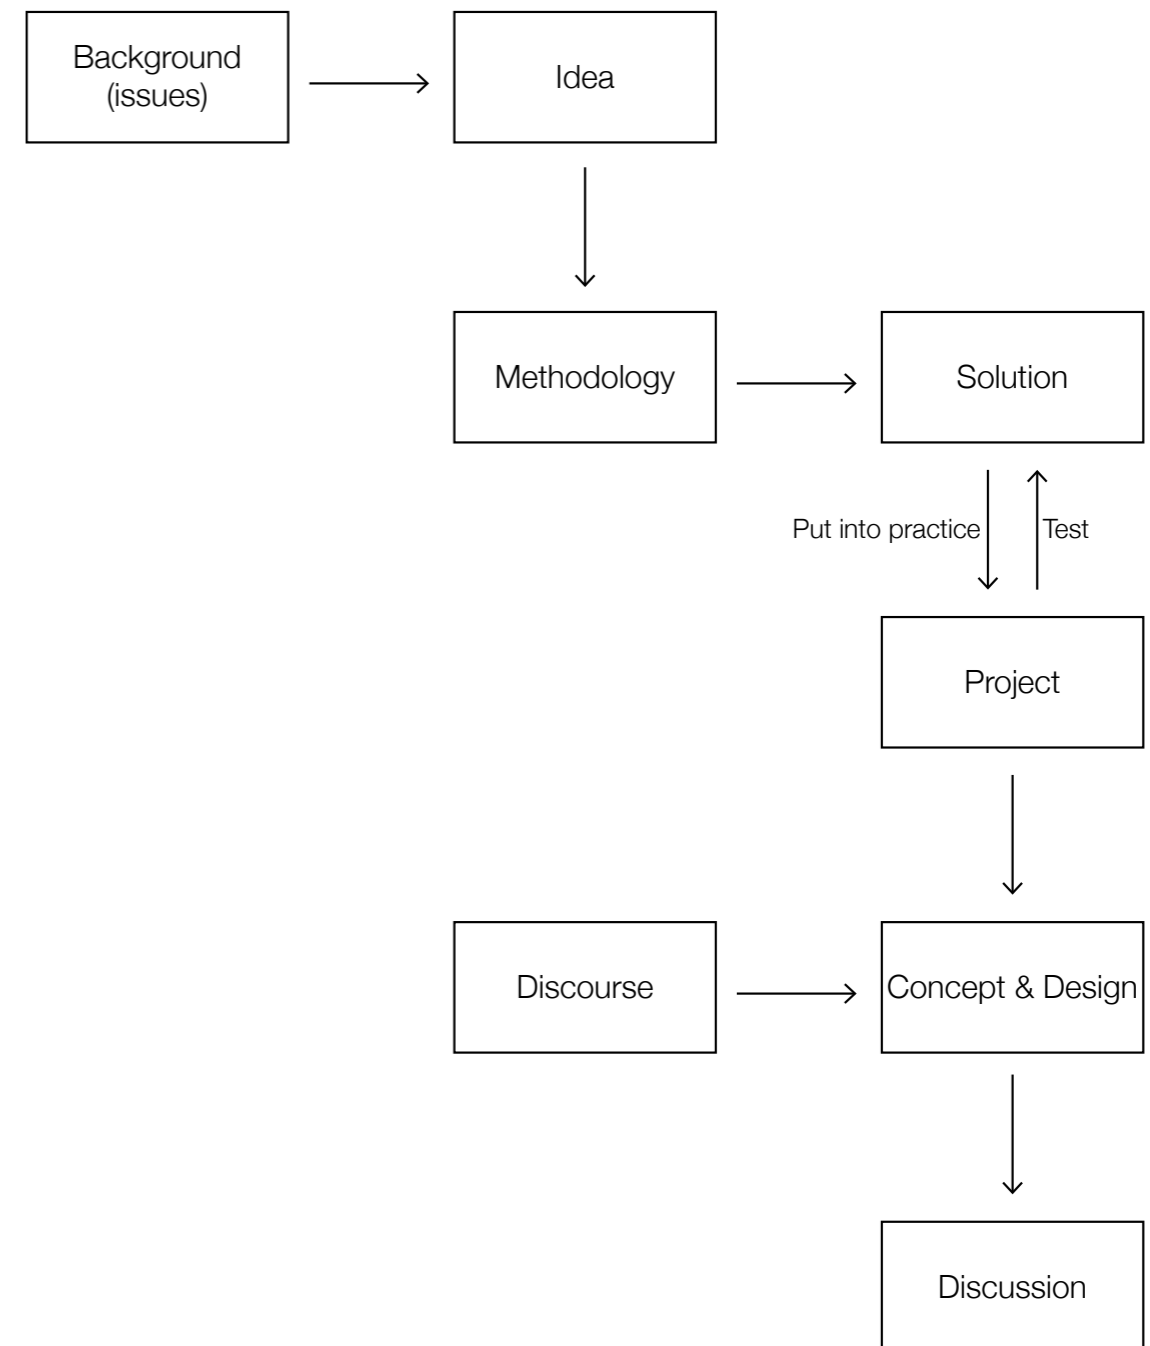 Background
(issues)
Idea
Methodology
Solution
Put into practice
Test
Project
Discourse
Concept & Design
Discussion